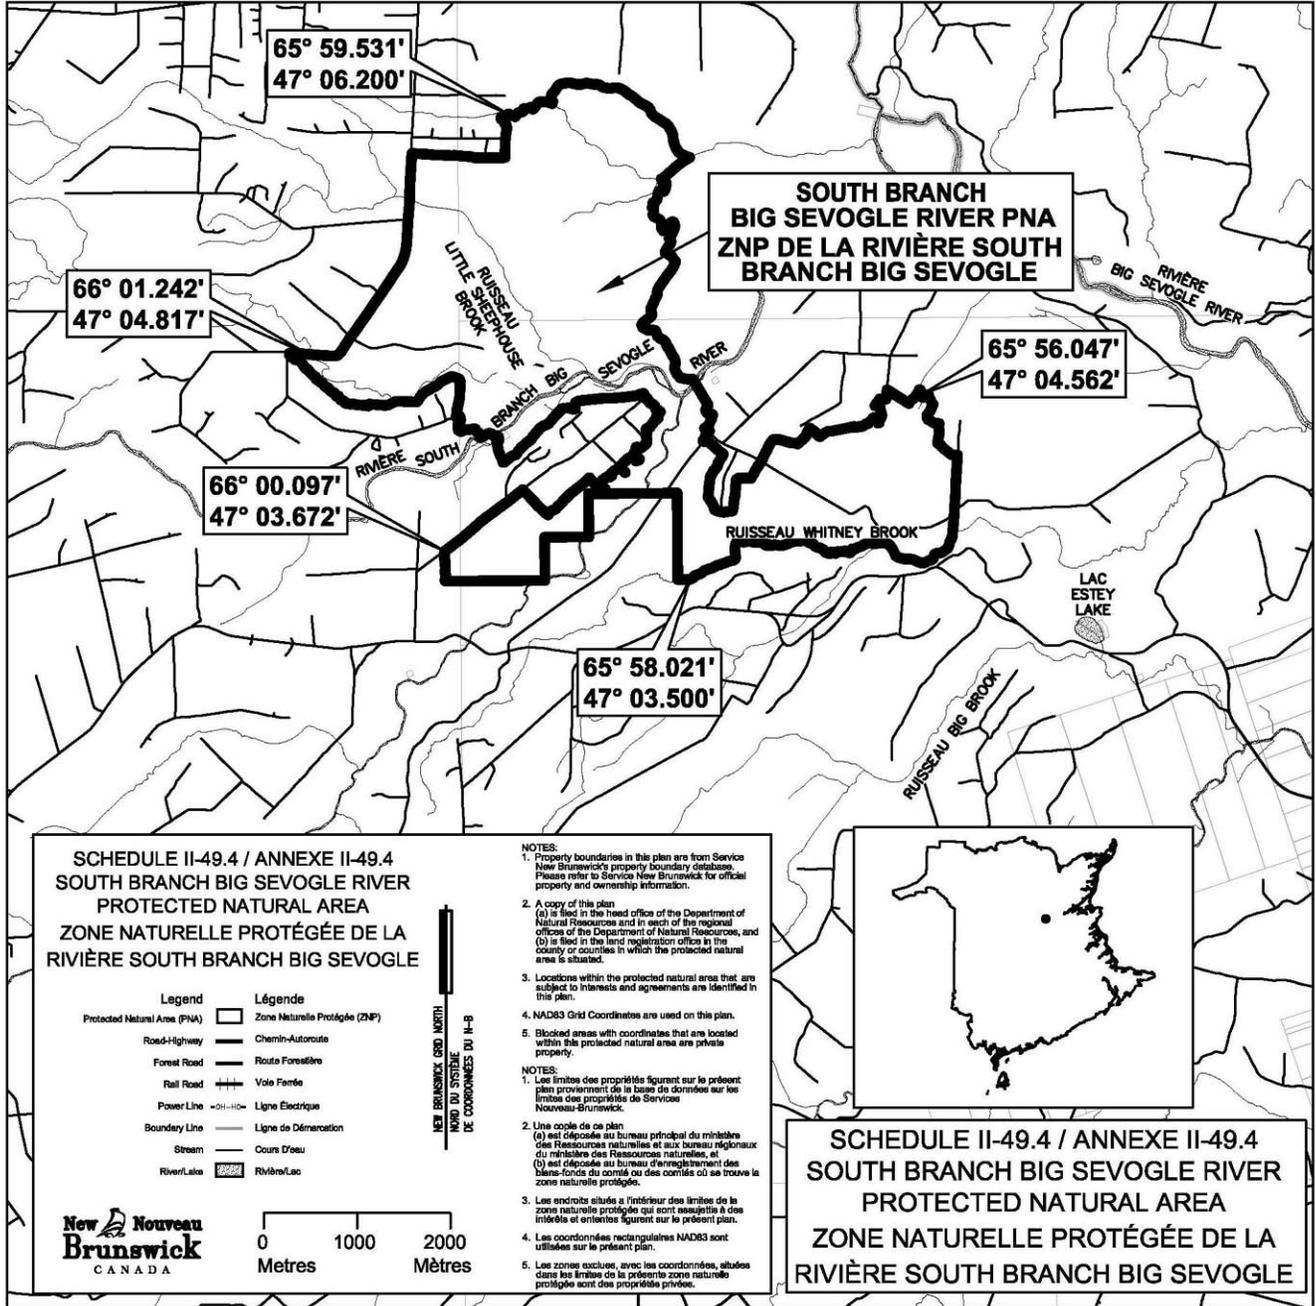 65° 59.531'
47° 06.200'
SOUTH BRANCH
BIG SEVOGLE RIVER PNA
ZNP DE LA RIVIÈRE SOUTH
BRANCH BIG SEVOGLE
RUISSEAU
LITTLE SHEEPHOUSE
BROOK
RIVIÈRE
BIG SEVOGLE RIVER
66° 01.242'
47° 04.817'
65° 56.047'
47° 04.562'
RIVIÈRE SOUTH BRANCH BIG SEVOGLE RIVER
66° 00.097'
47° 03.672'
RUISSEAU WHITNEY BROOK
LAC
ESTEY
LAKE
65° 58.021'
47° 03.500'
RUISSEAU BIG BROOK
SCHEDULE II-49.4 / ANNEXE II-49.4
SOUTH BRANCH BIG SEVOGLE RIVER
PROTECTED NATURAL AREA
ZONE NATURELLE PROTÉGÉE DE LA
RIVIÈRE SOUTH BRANCH BIG SEVOGLE
Legend Légende
Protected Natural Area (PNA) Zone Naturelle Protégée (ZNP)
Road-Highway Chemin-Autoroute
Forest Road Route Forestière
Rail Road Voie Ferrée
Power Line -OH-HO- Ligne Électrique
Boundary Line Ligne de Démarcation
Stream Cours D'eau
River/Lake Rivière/Lac
NEW BRUNSWICK GRID NORTH
NORD DU SYSTÈME
DE COORDONNÉES DU N-B
New Nouveau
Brunswick
CANADA
0 1000 2000
Metres Mètres
NOTES:
1. Property boundaries in this plan are from Service
New Brunswick's property boundary database.
Please refer to Service New Brunswick for official
property and ownership information.
2. A copy of this plan
(a) is filed in the head office of the Department of
Natural Resources and in each of the regional
offices of the Department of Natural Resources, and
(b) is filed in the land registration office in the
county or counties in which the protected natural
area is situated.
3. Locations within the protected natural area that are
subject to interests and agreements are identified in
this plan.
4. NAD83 Grid Coordinates are used on this plan.
5. Blocked areas with coordinates that are located
within this protected natural area are private
property.
NOTES:
1. Les limites des propriétés figurant sur le présent
plan proviennent de la base de données sur les
limites des propriétés de Services
Nouveau-Brunswick.
2. Une copie de ce plan
(a) est déposée au bureau principal du ministère
des Ressources naturelles et aux bureau régionaux
du ministère des Ressources naturelles, et
(b) est déposée au bureau d'enregistrement des
biens-fonds du comté ou des comtés où se trouve la
zone naturelle protégée.
3. Les endroits situés a l'intérieur des limites de la
zone naturelle protégée qui sont assujettis à des
intérêts et ententes figurent sur le présent plan.
4. Les coordonnées rectangulaires NAD83 sont
utilisées sur le présent plan.
5. Les zones exclues, avec les coordonnées, situées
dans les limites de la présente zone naturelle
protégée sont des propriétés privées.
SCHEDULE II-49.4 / ANNEXE II-49.4
SOUTH BRANCH BIG SEVOGLE RIVER
PROTECTED NATURAL AREA
ZONE NATURELLE PROTÉGÉE DE LA
RIVIÈRE SOUTH BRANCH BIG SEVOGLE